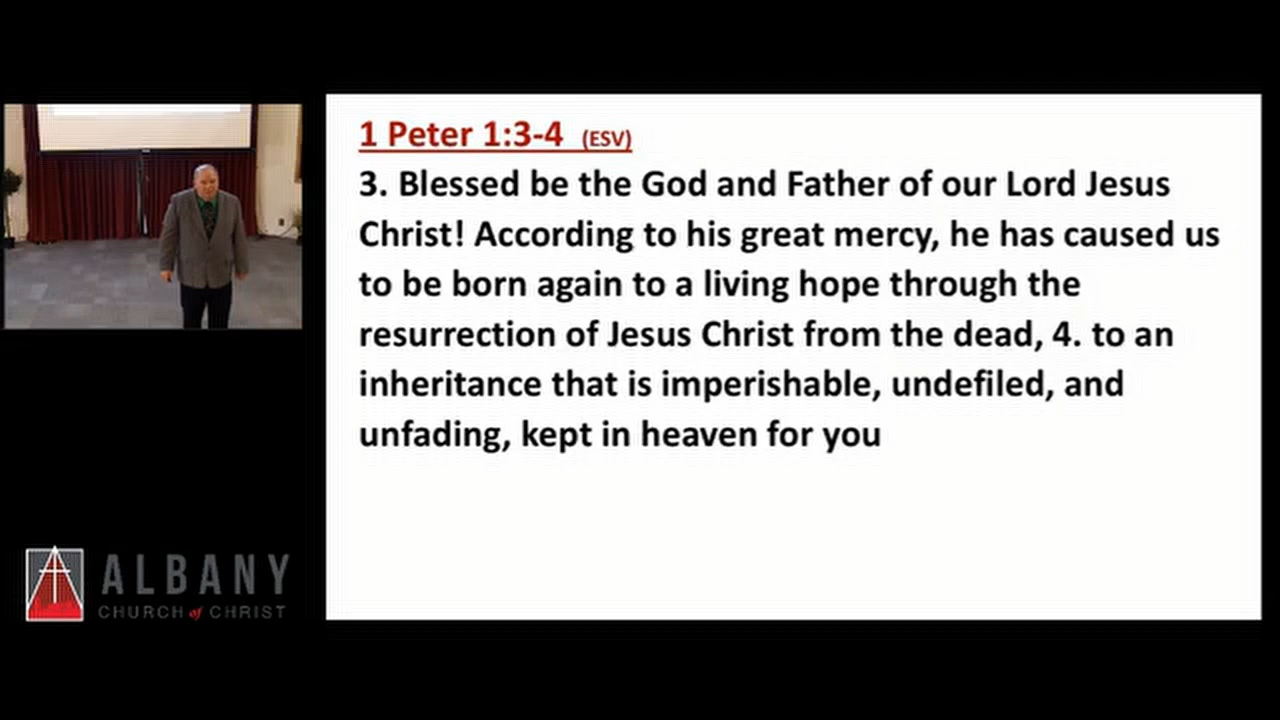 1 Peter 1:3-4 (ESV)
3. Blessed be the God and Father of our Lord Jesus
Christ! According to his great mercy, he has caused us
to be born again to a living hope through the
resurrection of Jesus Christ from the dead, 4. to an
inheritance that is imperishable, undefiled, and
unfading, kept in heaven for you
ALBANY
CHURCH of CHRIST